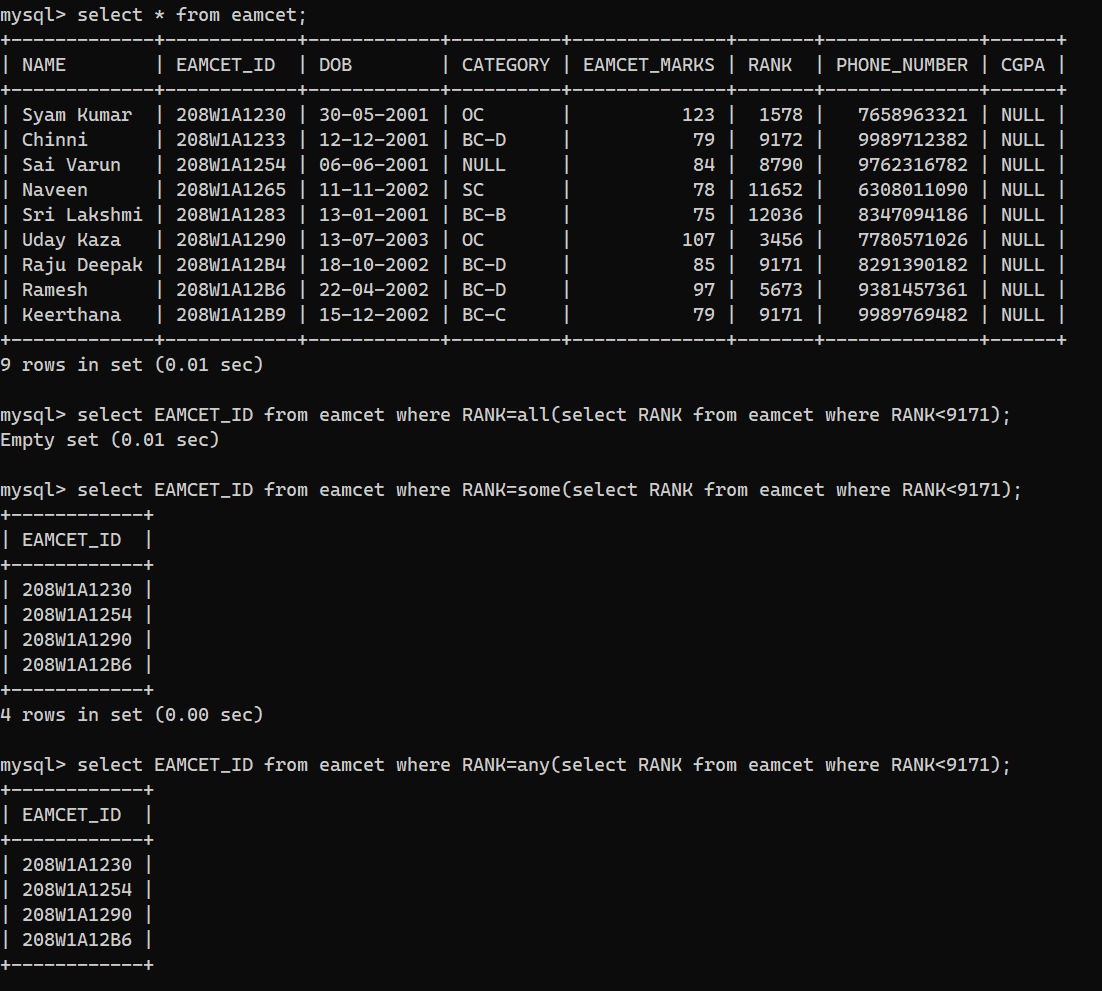 mysql> select * from eamcet;
+-------------+------------+------------+----------+--------------+-------+--------------+------+
| NAME        | EAMCET_ID  | DOB        | CATEGORY | EAMCET_MARKS | RANK  | PHONE_NUMBER | CGPA |
+-------------+------------+------------+----------+--------------+-------+--------------+------+
| Syam Kumar  | 208W1A1230 | 30-05-2001 | OC       |          123 |  1578 |   7658963321 | NULL |
| Chinni      | 208W1A1233 | 12-12-2001 | BC-D     |           79 |  9172 |   9989712382 | NULL |
| Sai Varun   | 208W1A1254 | 06-06-2001 | NULL     |           84 |  8790 |   9762316782 | NULL |
| Naveen      | 208W1A1265 | 11-11-2002 | SC       |           78 | 11652 |   6308011090 | NULL |
| Sri Lakshmi | 208W1A1283 | 13-01-2001 | BC-B     |           75 | 12036 |   8347094186 | NULL |
| Uday Kaza   | 208W1A1290 | 13-07-2003 | OC       |          107 |  3456 |   7780571026 | NULL |
| Raju Deepak | 208W1A12B4 | 18-10-2002 | BC-D     |           85 |  9171 |   8291390182 | NULL |
| Ramesh      | 208W1A12B6 | 22-04-2002 | BC-D     |           97 |  5673 |   9381457361 | NULL |
| Keerthana   | 208W1A12B9 | 15-12-2002 | BC-C     |           79 |  9171 |   9989769482 | NULL |
+-------------+------------+------------+----------+--------------+-------+--------------+------+
9 rows in set (0.01 sec)

mysql> select EAMCET_ID from eamcet where RANK=all(select RANK from eamcet where RANK<9171);
Empty set (0.01 sec)

mysql> select EAMCET_ID from eamcet where RANK=some(select RANK from eamcet where RANK<9171);
+------------+
| EAMCET_ID  |
+------------+
| 208W1A1230 |
| 208W1A1254 |
| 208W1A1290 |
| 208W1A12B6 |
+------------+
4 rows in set (0.00 sec)

mysql> select EAMCET_ID from eamcet where RANK=any(select RANK from eamcet where RANK<9171);
+------------+
| EAMCET_ID  |
+------------+
| 208W1A1230 |
| 208W1A1254 |
| 208W1A1290 |
| 208W1A12B6 |
+------------+